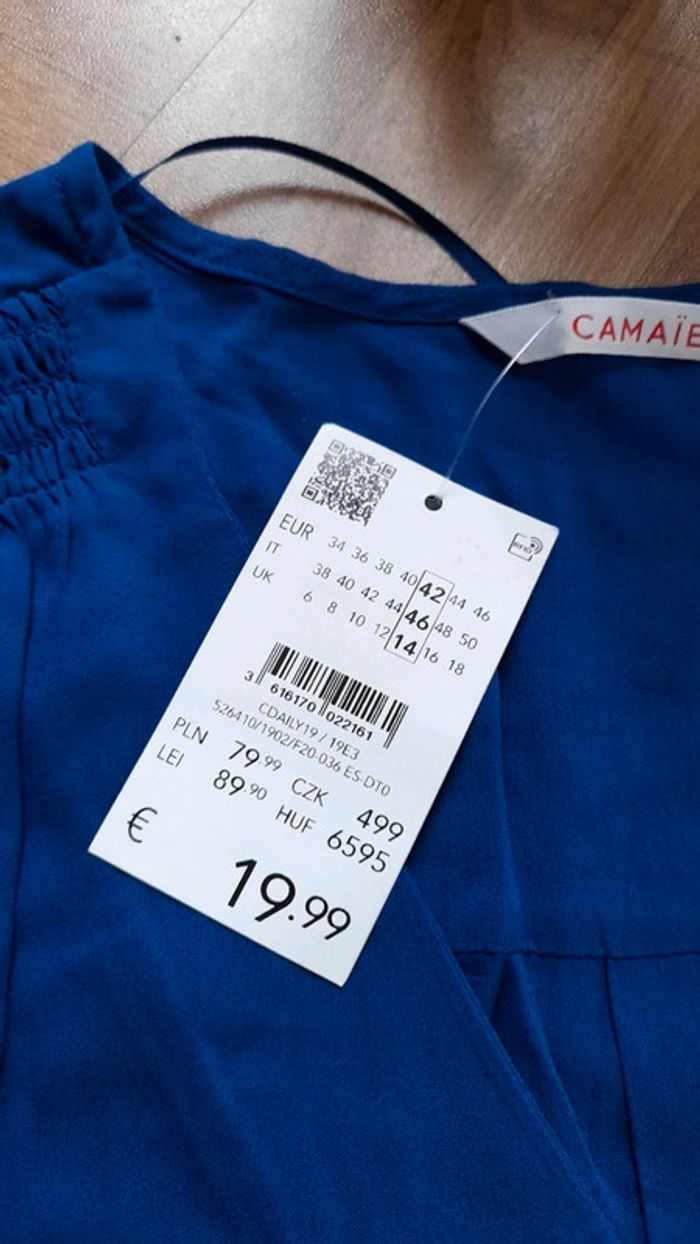 CAMAÏE
RFID
EUR 34 36 38 40 42 44 46
IT 38 40 42 44 46 48 50
UK 6 8 10 12 14 16 18
3 616170 022161
CDAILY19 / 19E3
526410/1902/F20-036 ES-DT0
PLN 79.99 CZK 499
LEI 89.90 HUF 6595
€ 19.99